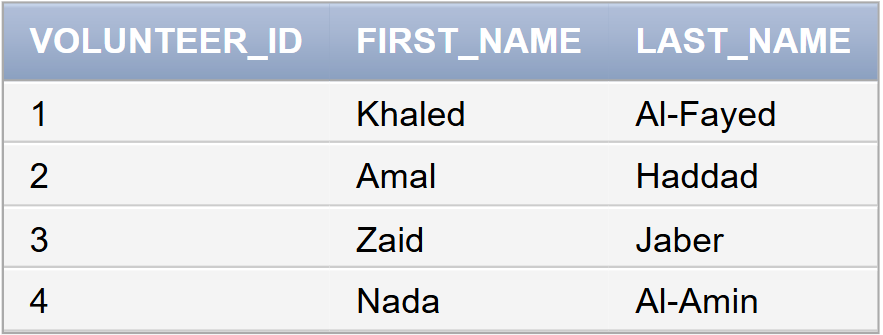 VOLUNTEER_ID FIRST_NAME LAST_NAME
1 Khaled Al-Fayed
2 Amal Haddad
3 Zaid Jaber
4 Nada Al-Amin